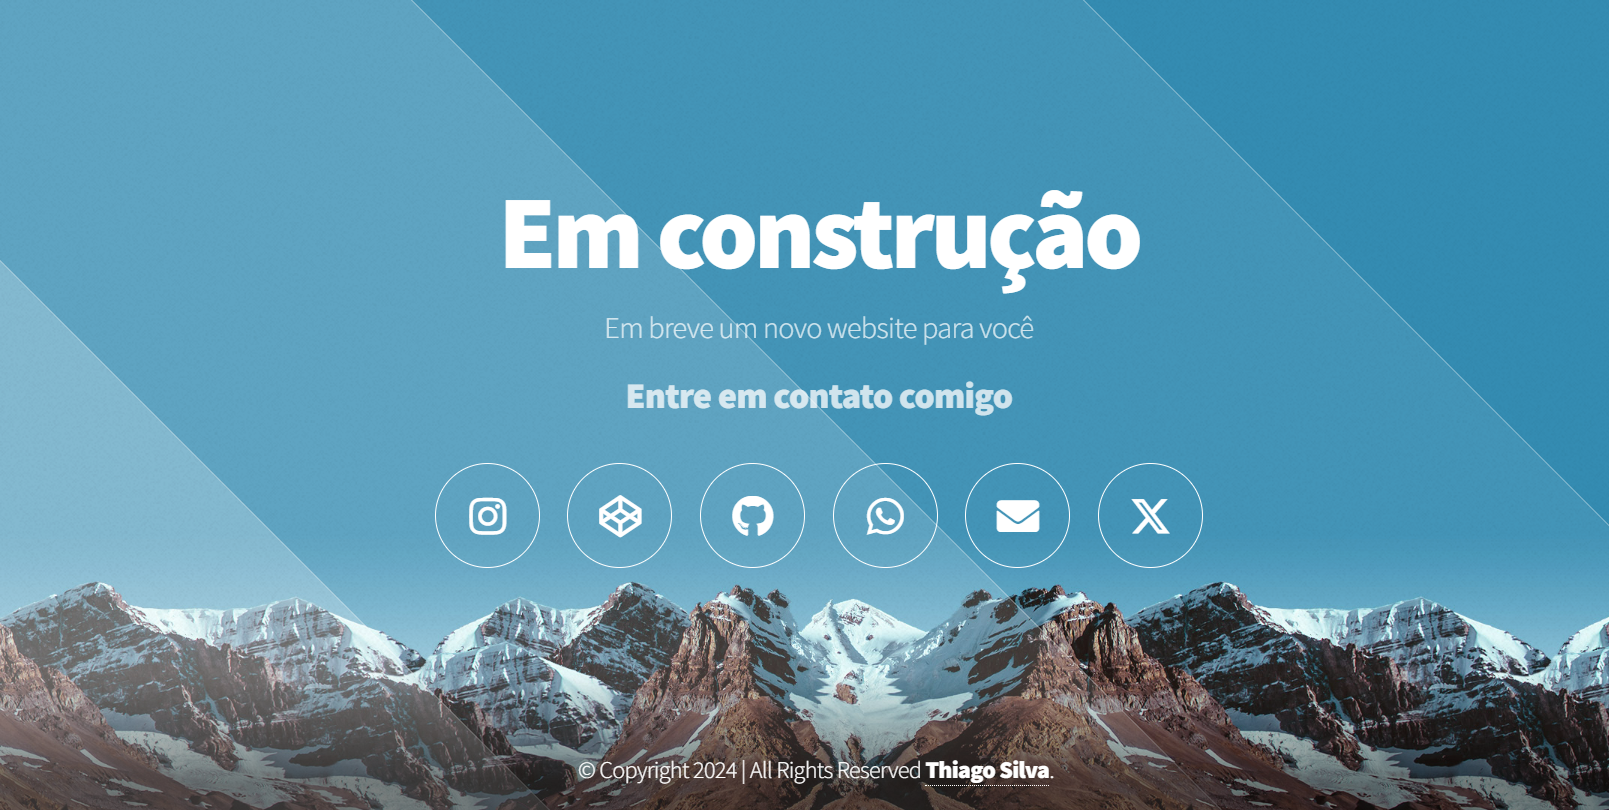 Em construção
Em breve um novo website para você
Entre em contato comigo
© Copyright 2024 | All Rights Reserved Thiago Silva.